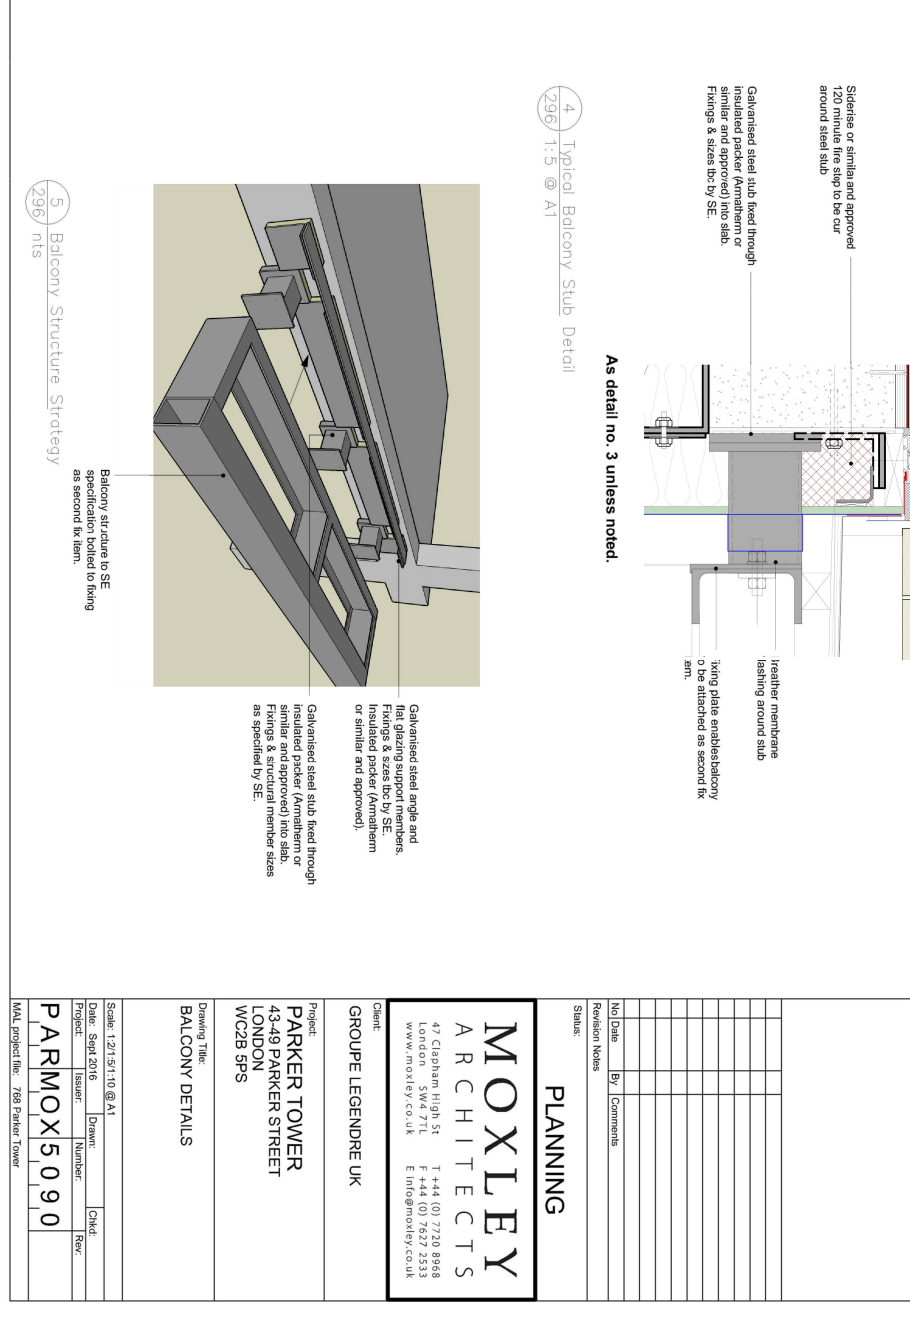 Siderise or similar and approved
120 minute fire stop to be cur
around steel stub
Galvanised steel stub fixed through
insulated packer (Armatherm or
similar and approved) into slab.
Fixings & sizes tbc by SE.
reather membrane
lashing around stub
ixing plate enables balcony
o be attached as second fix
em.
As detail no. 3 unless noted.
4
296
Typical Balcony Stub Detail
1:5 @ A1
Galvanised steel angle and
flat glazing support members.
Fixings & sizes tbc by SE.
Insulated packer (Armatherm
or similar and approved).
Galvanised steel stub fixed through
insulated packer (Armatherm or
similar and approved) into slab.
Fixings & structural member sizes
as specified by SE.
Balcony structure to SE
specification bolted to fixing
as second fix item.
5
296
Balcony Structure Strategy
nts
No Date By Comments
Revision Notes
Status:
PLANNING
MOXLEY
ARCHITECTS
47 Clapham High St T +44 (0) 7720 8968
London SW4 7TL F +44 (0) 7627 2533
www.moxley.co.uk E info@moxley.co.uk
Client:
GROUPE LEGENDRE UK
Project:
PARKER TOWER
43-49 PARKER STREET
LONDON
WC2B 5PS
Drawing Title:
BALCONY DETAILS
Scale: 1:2/1:5/1:10 @ A1
Date: Sept 2016 Drawn: Chkd:
Project: Issuer: Number: Rev:
PARMOX5090
MAL project file: 768 Parker Tower